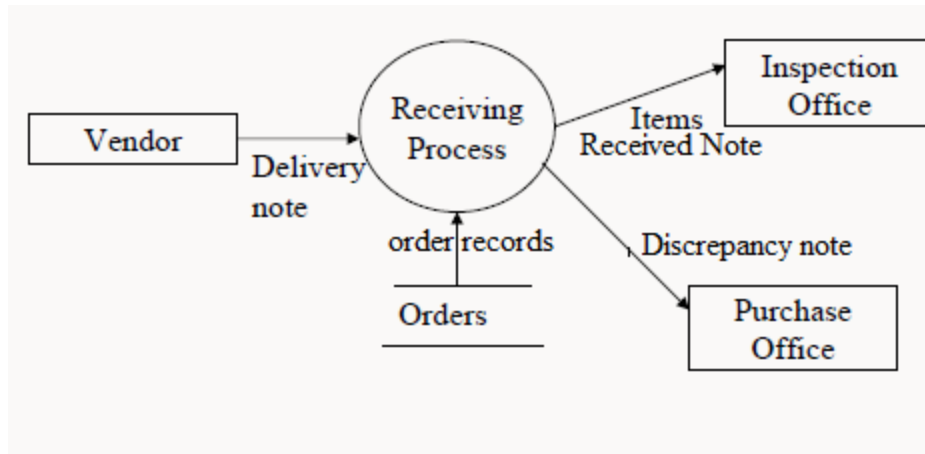 Vendor
Delivery
note
Receiving
Process
order records
Orders
Inspection
Office
Items
Received Note
Discrepancy note
Purchase
Office